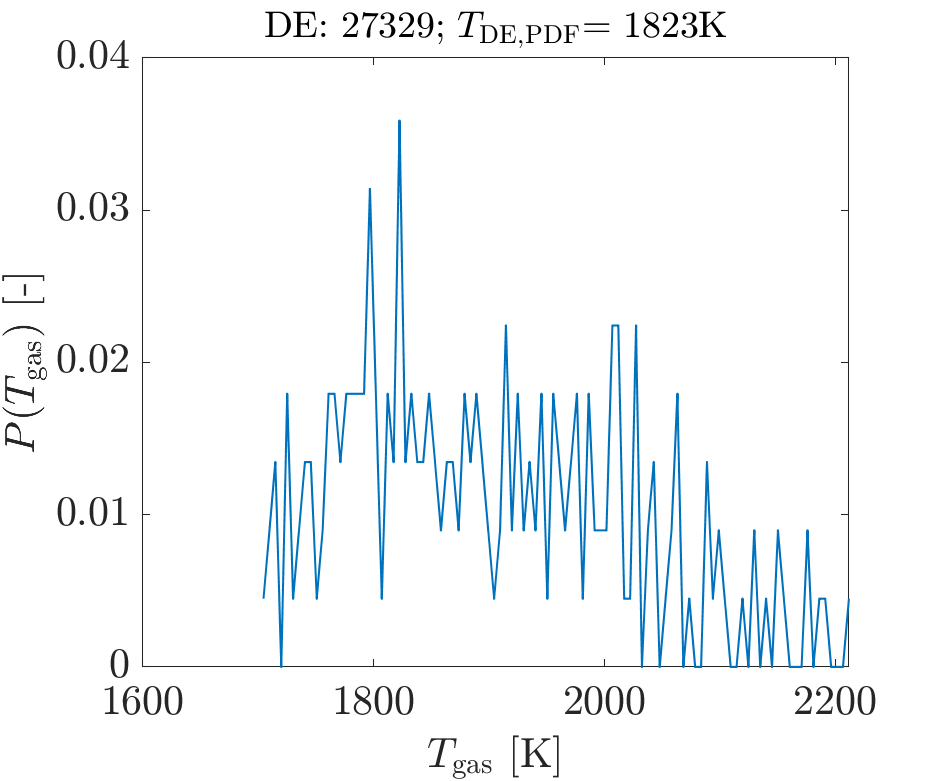 DE: 27329; T_DE,PDF= 1823K
0.04
0.03
0.02
0.01
0
P(T_gas) [-]
1600 1800 2000 2200
T_gas [K]